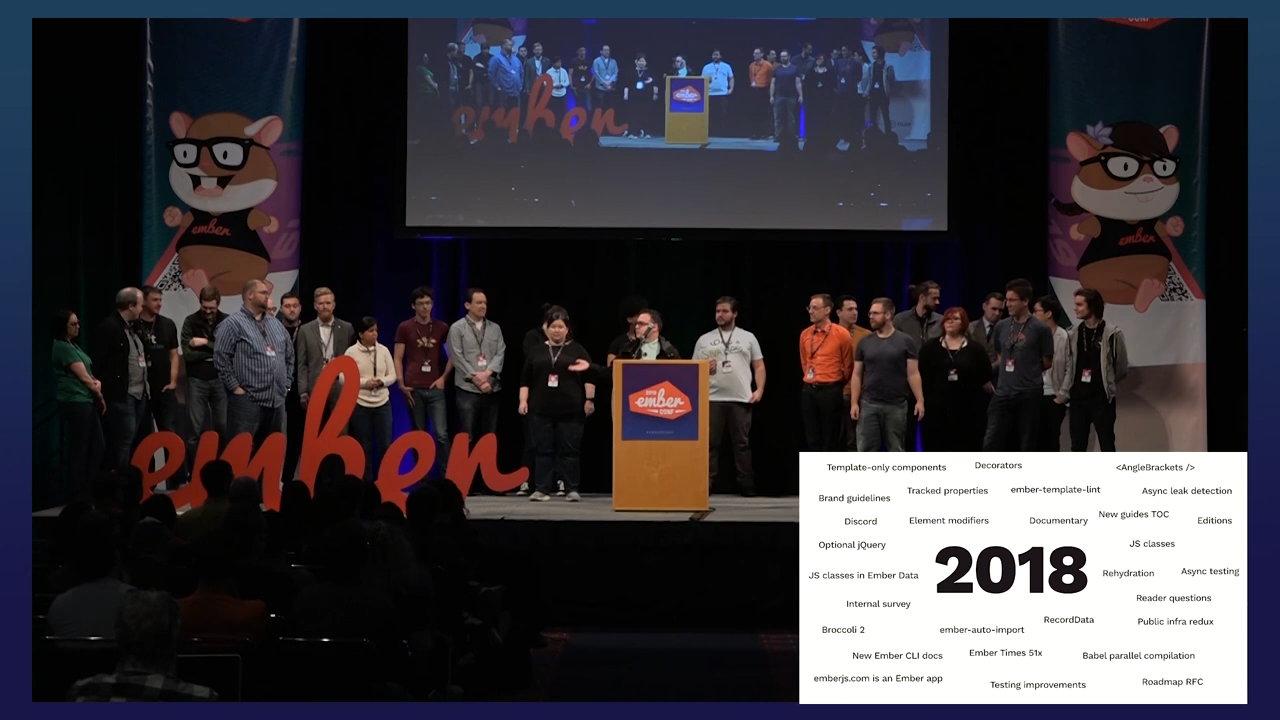 ember
ember
ember
ember
2019
ember
CONF
Template-only components
Decorators
<AngleBrackets />
Brand guidelines
Tracked properties
ember-template-lint
Async leak detection
Discord
Element modifiers
Documentary
New guides TOC
Editions
Optional jQuery
JS classes
2018
JS classes in Ember Data
Rehydration
Async testing
Internal survey
Reader questions
Broccoli 2
ember-auto-import
RecordData
Public infra redux
New Ember CLI docs
Ember Times 51x
Babel parallel compilation
emberjs.com is an Ember app
Testing improvements
Roadmap RFC